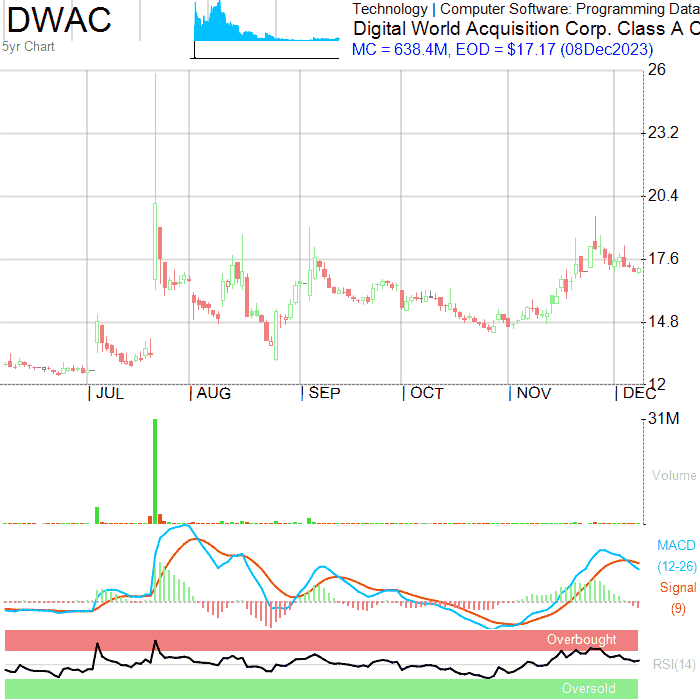 DWAC
5yr Chart
Technology | Computer Software: Programming Data
Digital World Acquisition Corp. Class A C
MC = 638.4M, EOD = $17.17 (08Dec2023)
26
23.2
20.4
17.6
14.8
12
JUL AUG SEP OCT NOV DEC
31M
Volume
MACD
(12-26)
Signal
(9)
Overbought
RSI(14)
Oversold